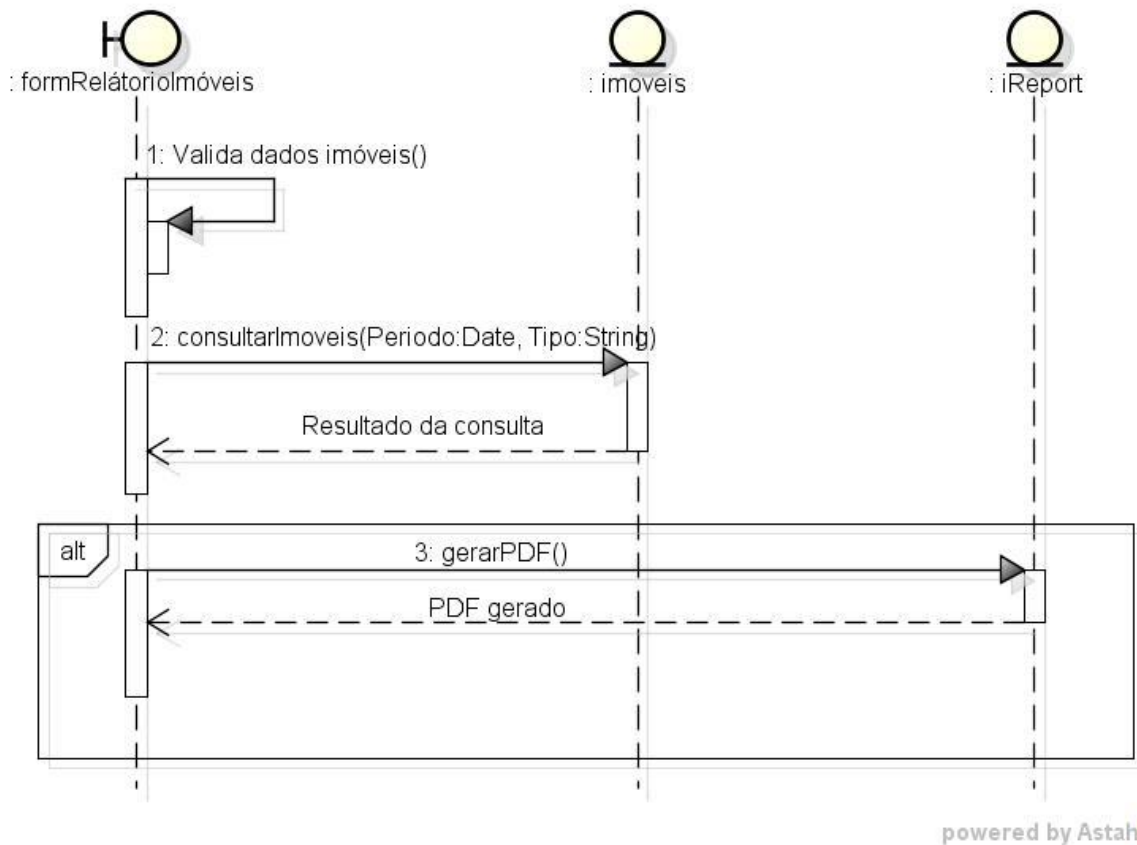 : formRelátorioImóveis
: imoveis
: iReport
1: Valida dados imóveis()
2: consultarImoveis(Periodo:Date, Tipo:String)
Resultado da consulta
alt
3: gerarPDF()
PDF gerado
powered by Astah